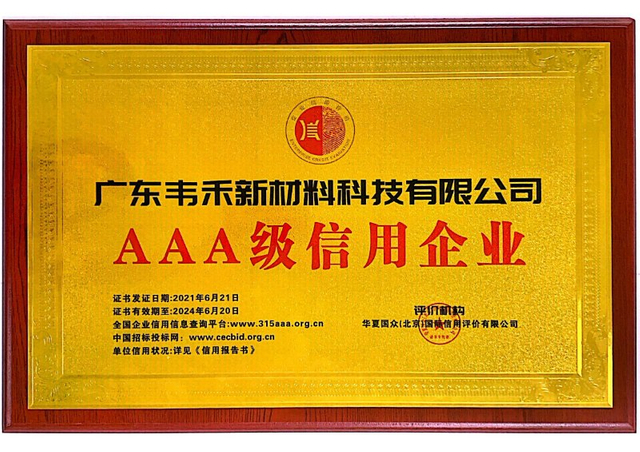 信
广东韦禾新材料科技有限公司
AAA级信用企业
证书发证日期:2021年6月21日
证书有效期至:2024年6月20日
全国企业信用信息查询平台:www.315aaa.org.cn
中国招标投标网: www.cecbid.org.cn
单位信用状况:详见《信用报告书》
评价机构
华夏国众(北京)国际信用评价有限公司